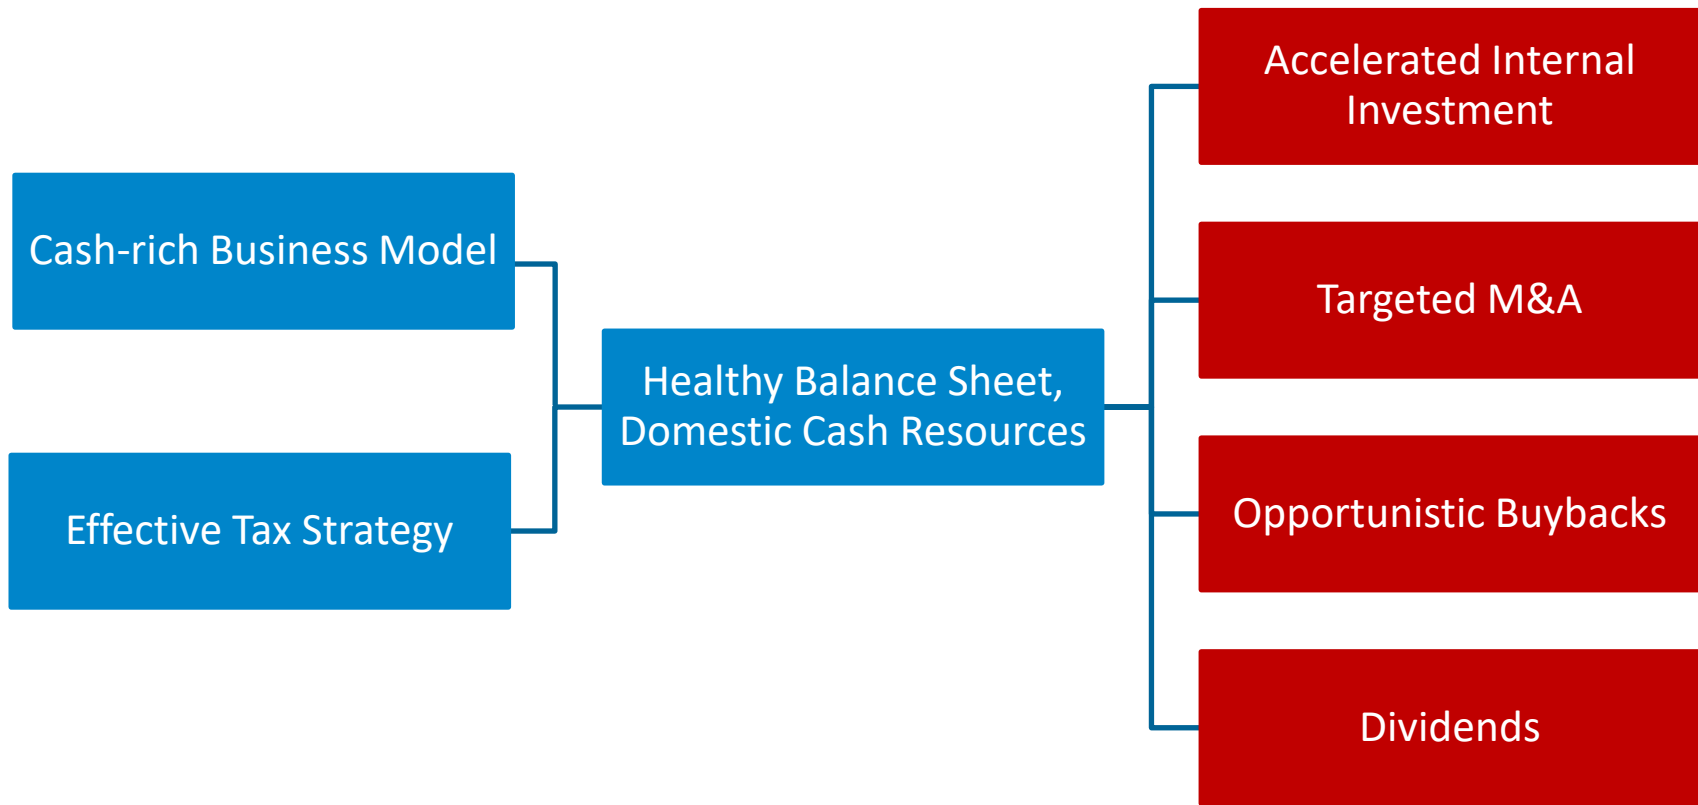 Cash-rich Business Model
Effective Tax Strategy
Healthy Balance Sheet,
Domestic Cash Resources
Accelerated Internal
Investment
Targeted M&A
Opportunistic Buybacks
Dividends